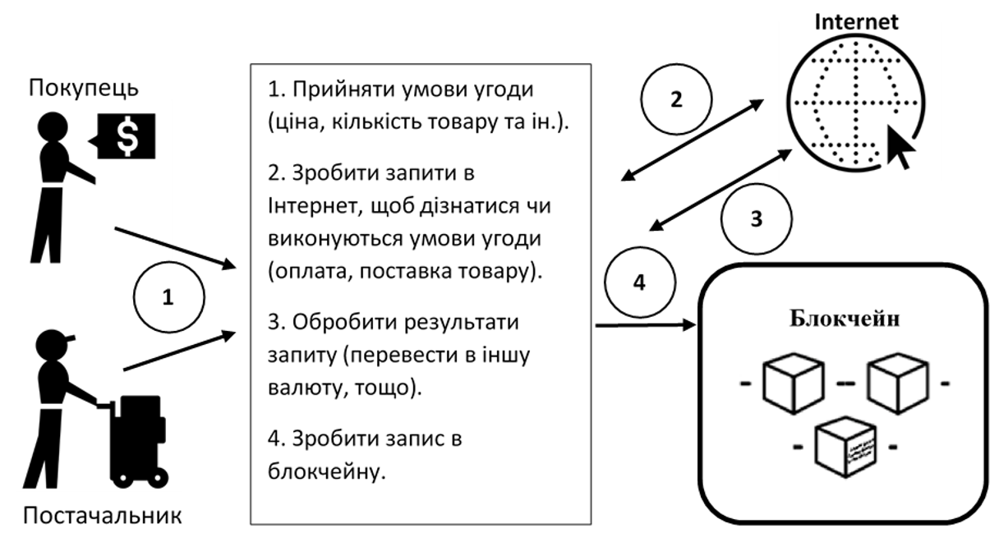 Internet
Покупець
$
1
Постачальник
1. Прийняти умови угоди
(ціна, кількість товару та ін.).
2. Зробити запити в
Інтернет, щоб дізнатися чи
виконуються умови угоди
(оплата, поставка товару).
3. Обробити результати
запиту (перевести в іншу
валюту, тощо).
4. Зробити запис в
блокчейну.
2
3
4
Блокчейн